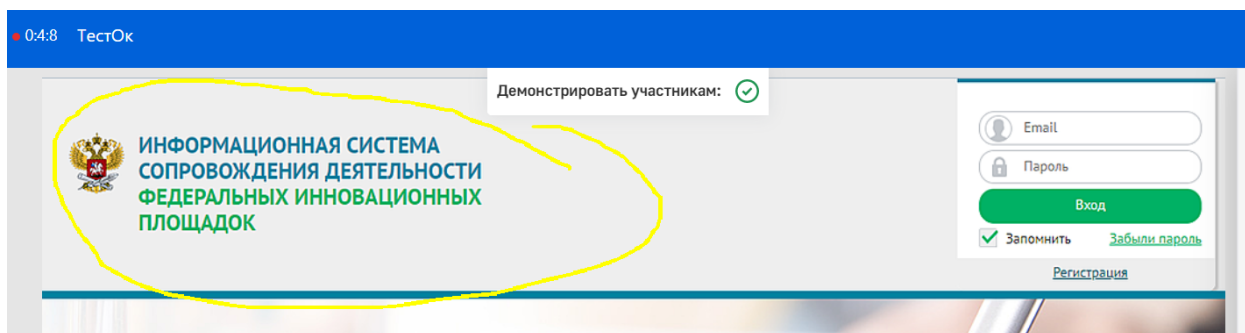 0:4:8 ТестОк
Демонстрировать участникам:
ИНФОРМАЦИОННАЯ СИСТЕМА
СОПРОВОЖДЕНИЯ ДЕЯТЕЛЬНОСТИ
ФЕДЕРАЛЬНЫХ ИННОВАЦИОННЫХ
ПЛОЩАДОК
Email
Пароль
Вход
Запомнить Забыли пароль
Регистрация